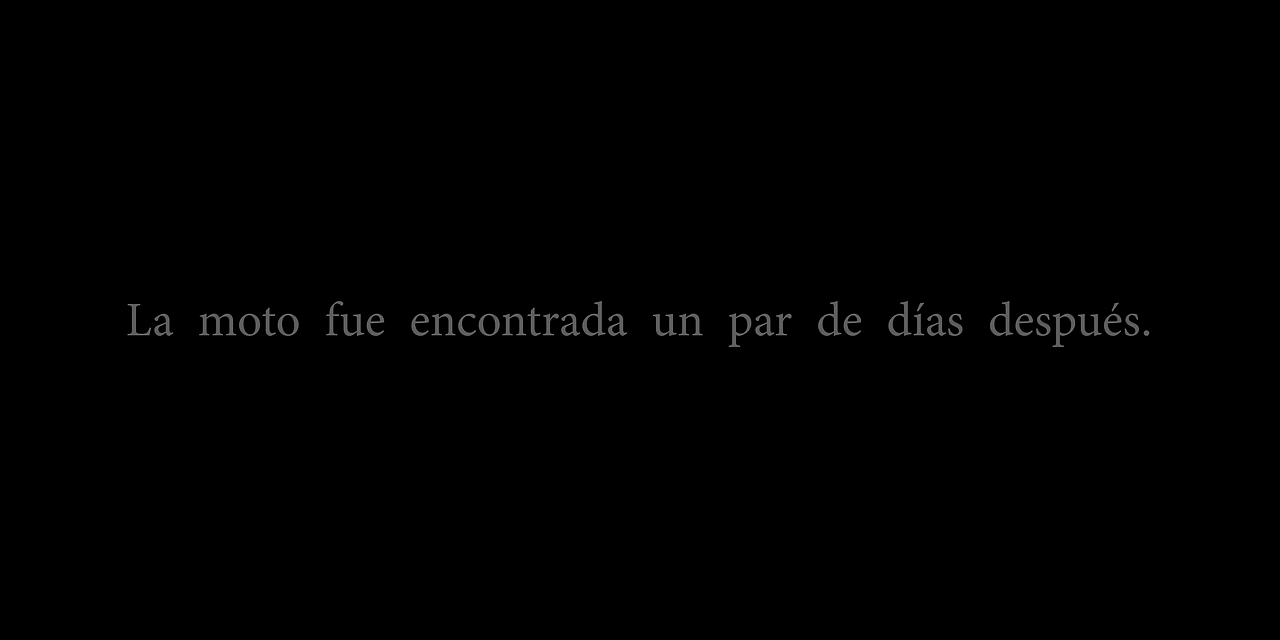 La moto fue encontrada un par de días después.